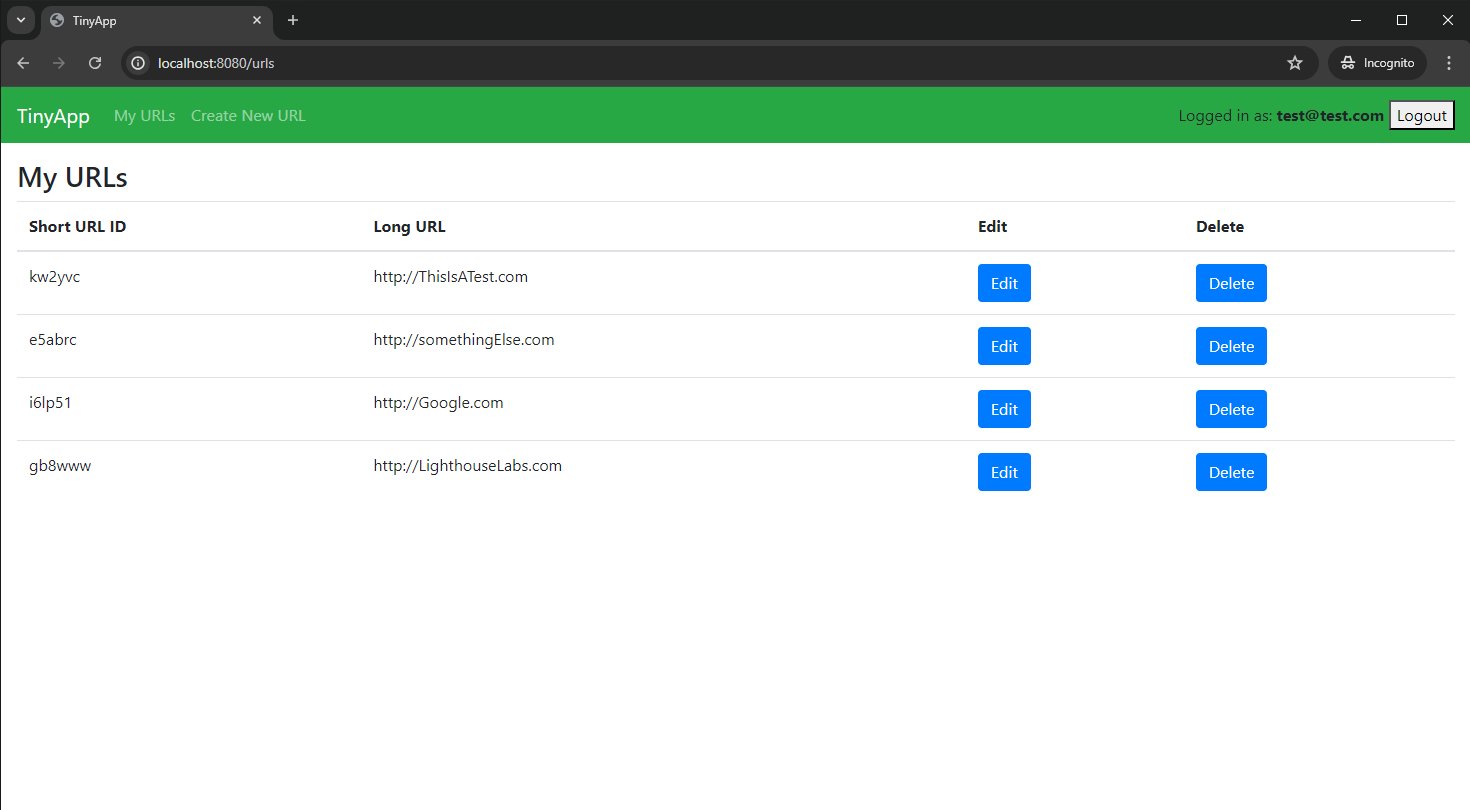 TinyApp
localhost:8080/urls
Incognito
TinyApp My URLs Create New URL Logged in as: test@test.com Logout
My URLs
Short URL ID Long URL Edit Delete
kw2yvc http://ThisIsATest.com Edit Delete
e5abrc http://somethingElse.com Edit Delete
i6lp51 http://Google.com Edit Delete
gb8www http://LighthouseLabs.com Edit Delete